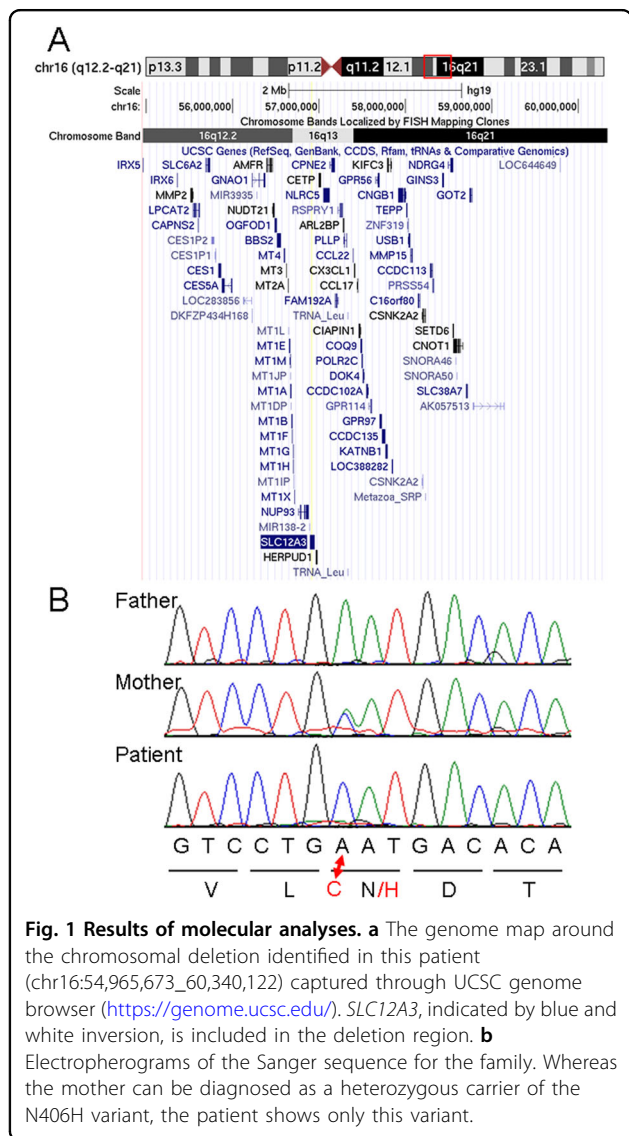 A
chr16 (q12.2-q21) p13.3 p11.2 q11.2 12.1 16q21 23.1
Scale 2 Mb hg19
chr16: 56,000,000 57,000,000 58,000,000 59,000,000 60,000,000
Chromosome Bands Localized by FISH Mapping Clones
Chromosome Band 16q12.2 16q13 16q21
UCSC Genes (RefSeq, GenBank, CCDS, Rfam, tRNAs & Comparative Genomics)
IRX5 SLC6A2 AMFR CPNE2 KIFC3 NDRG4 LOC644649
IRX6 GNAO1 CETP GPR56 GINS3
MMP2 MIR3935 NLRC5 CNGB1 GOT2
LPCAT2 NUDT21 RSPRY1 TEPP
CAPNS2 OGFOD1 ARL2BP ZNF319
CES1P2 BBS2 PLLP USB1
CES1P1 MT4 CCL22 MMP15
CES1 MT3 CX3CL1 CCDC113
CES5A MT2A CCL17 PRSS54
LOC283856 FAM192A C16orf80
DKFZP434H168 TRNA_Leu CSNK2A2
MT1L CIAPIN1 SETD6
MT1E COQ9 CNOT1
MT1M POLR2C SNORA46
MT1JP DOK4 SNORA50
MT1A CCDC102A SLC38A7
MT1DP GPR114 AK057513
MT1B GPR97
MT1F CCDC135
MT1G KATNB1
MT1H LOC388282
MT1IP CSNK2A2
MT1X Metazoa_SRP
NUP93
MIR138-2
SLC12A3
HERPUD1
TRNA_Leu
B
Father
Mother
Patient
G T C C T G A A T G A C A C A
V L C N/H D T
Fig. 1 Results of molecular analyses. a The genome map around
the chromosomal deletion identified in this patient
(chr16:54,965,673_60,340,122) captured through UCSC genome
browser (https://genome.ucsc.edu/). SLC12A3, indicated by blue and
white inversion, is included in the deletion region. b
Electropherograms of the Sanger sequence for the family. Whereas
the mother can be diagnosed as a heterozygous carrier of the
N406H variant, the patient shows only this variant.